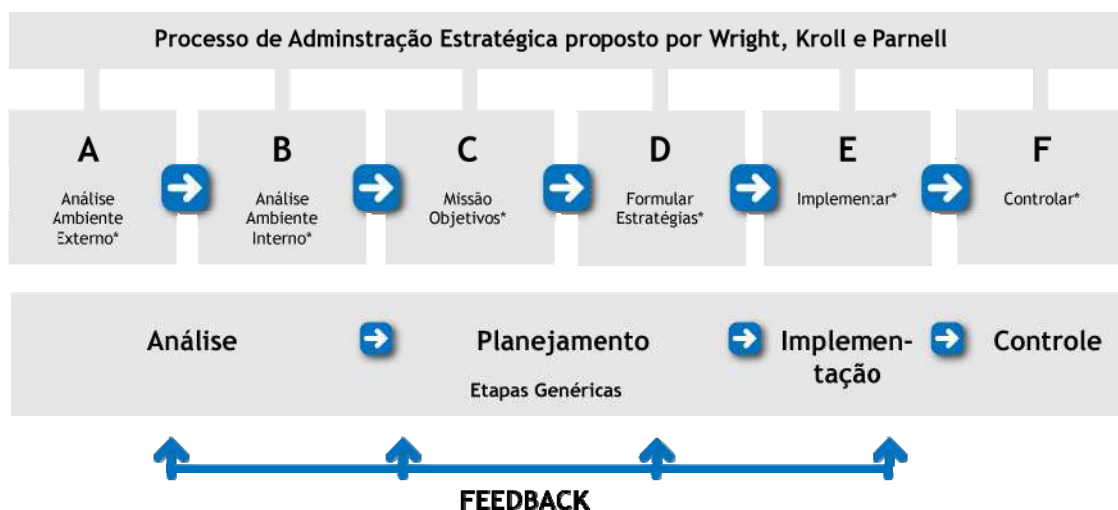 Processo de Adminstração Estratégica proposto por Wright, Kroll e Parnell
A
Análise
Ambiente
Externo*
B
Análise
Ambiente
Interno*
C
Missão
Objetivos*
D
Formular
Estratégias*
E
Implementar*
F
Controlar*
Análise
Planejamento
Etapas Genéricas
Implemen-
tação
Controle
FEEDBACK